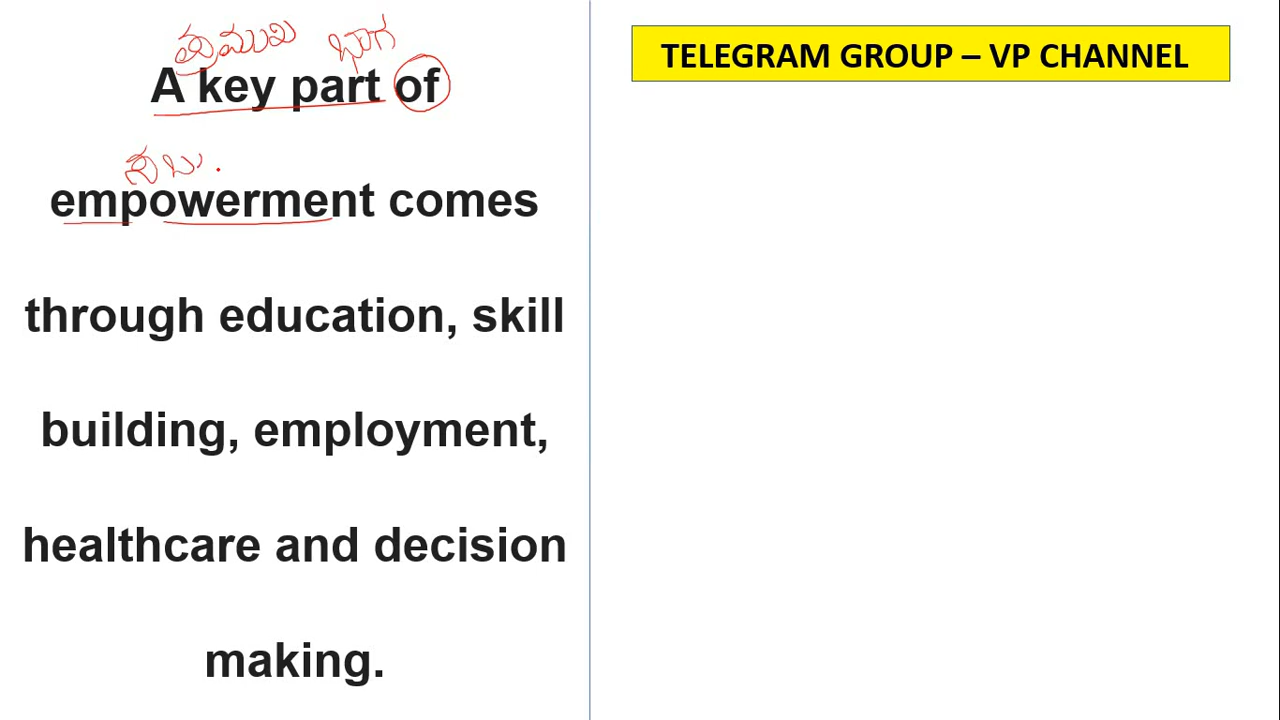 ಪ್ರಮುಖ ಭಾಗ
A key part of
ಸಬ
empowerment comes
through education, skill
building, employment,
healthcare and decision
making.
TELEGRAM GROUP – VP CHANNEL